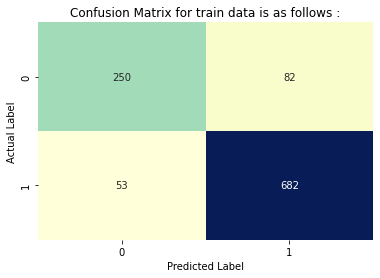 Confusion Matrix for train data is as follows :
Actual Label
0
250
82
1
53
682
0
1
Predicted Label